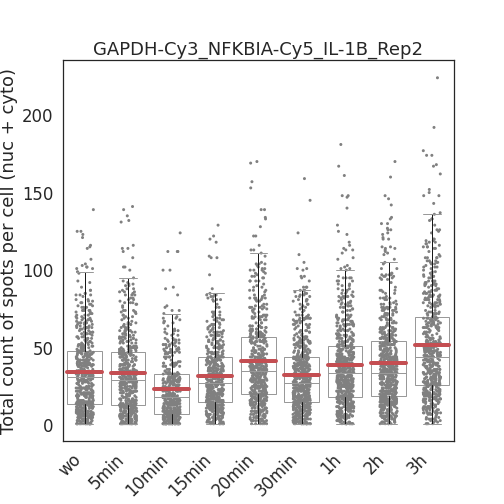 GAPDH-Cy3_NFKBIA-Cy5_IL-1B_Rep2
Total count of spots per cell (nuc + cyto)
200
150
100
50
0
wo
5min
10min
15min
20min
30min
1h
2h
3h